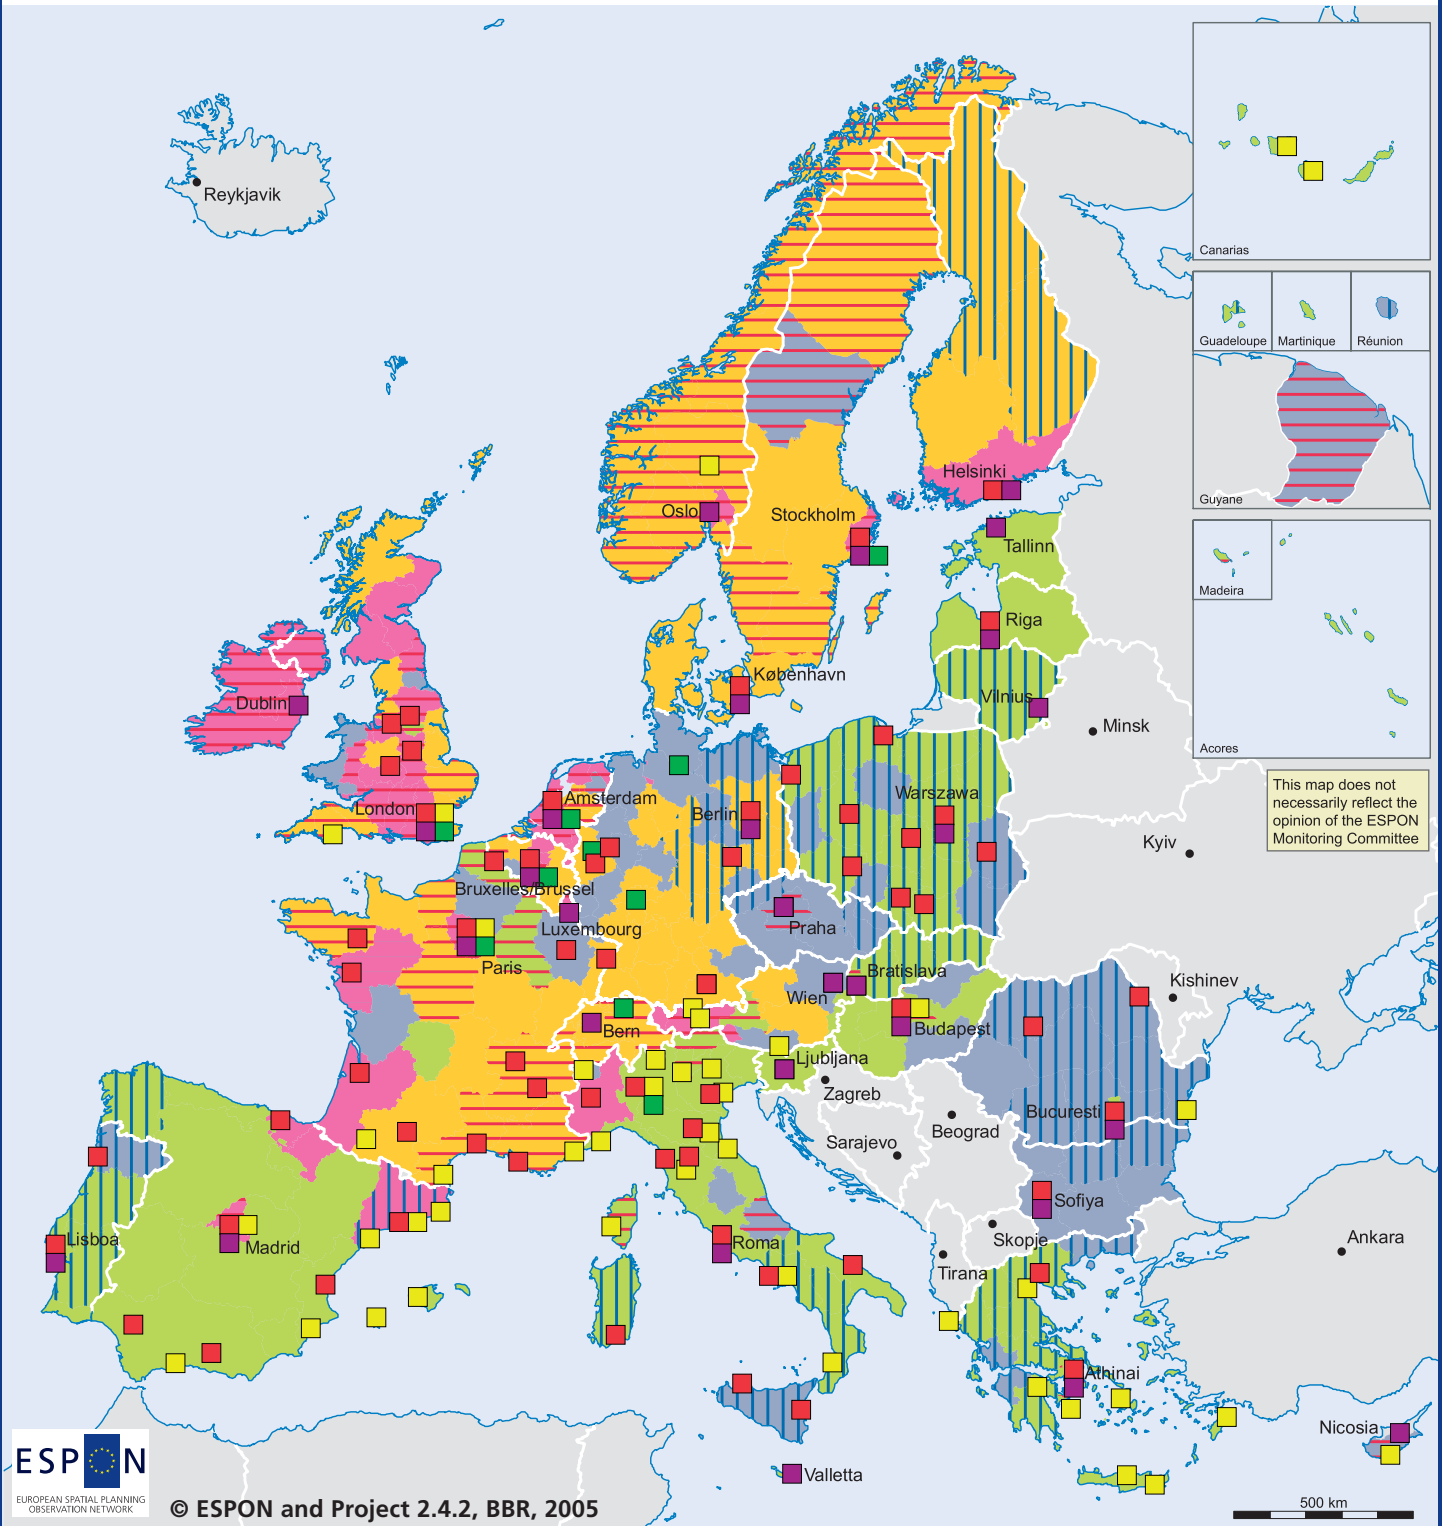 Reykjavik
Canarias
Guadeloupe
Martinique
Réunion
Guyane
Madeira
Acores
This map does not
necessarily reflect the
opinion of the ESPON
Monitoring Committee
Helsinki
Oslo
Stockholm
Tallinn
Riga
København
Vilnius
Dublin
Minsk
London
Amsterdam
Berlin
Warszawa
Kyiv
Bruxelles/Brussel
Luxembourg
Praha
Paris
Bratislava
Kishinev
Wien
Bern
Budapest
Ljubljana
Zagreb
Bucuresti
Beograd
Sarajevo
Sofiya
Lisboa
Madrid
Roma
Skopje
Ankara
Tirana
Athinai
Nicosia
Valletta
ESPON
EUROPEAN SPATIAL PLANNING
OBSERVATION NETWORK
© ESPON and Project 2.4.2, BBR, 2005
500 km